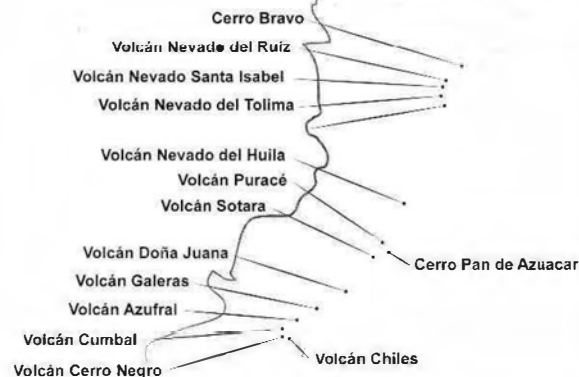 Cerro Bravo
Volcán Nevado del Ruíz
Volcán Nevado Santa Isabel
Volcán Nevado del Tolima
Volcán Nevado del Huila
Volcán Puracé
Volcán Sotara
Volcán Doña Juana
Cerro Pan de Azuacar
Volcán Galeras
Volcán Azufral
Volcán Cumbal
Volcán Chiles
Volcán Cerro Negro